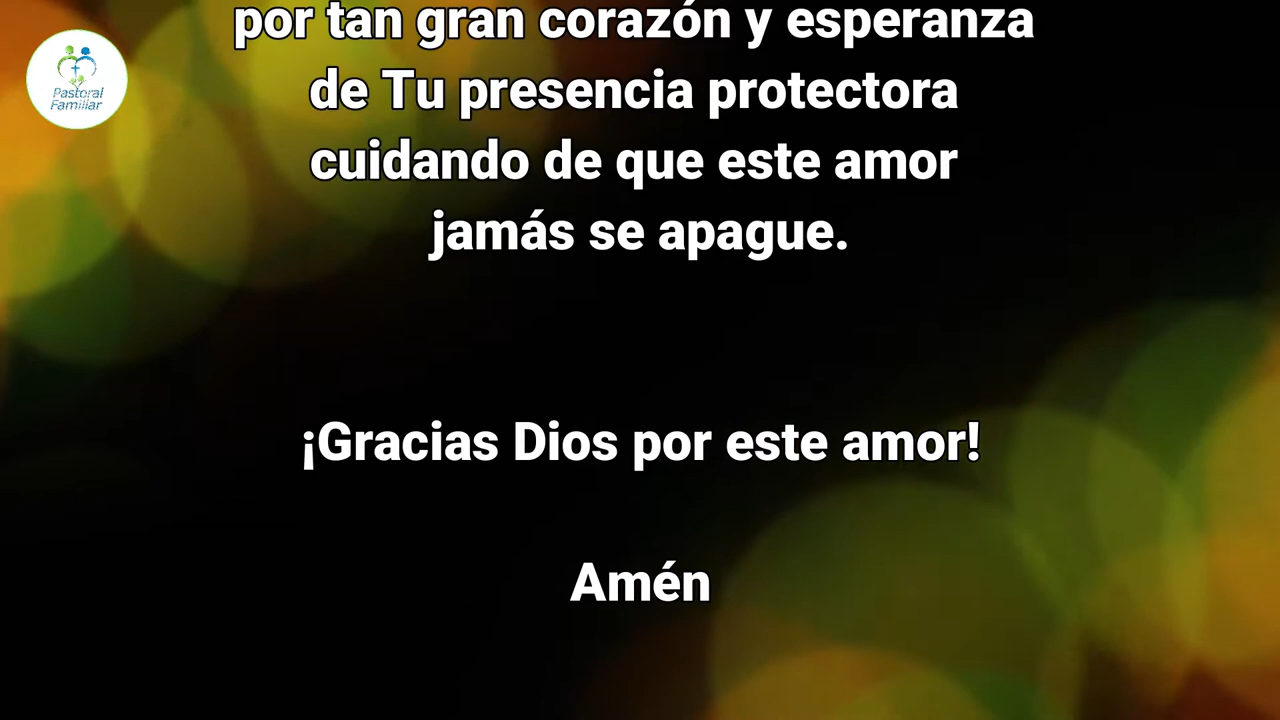 por tan gran corazón y esperanza
de Tu presencia protectora
cuidando de que este amor
jamás se apague.
¡Gracias Dios por este amor!
Amén
Pastoral
Familiar